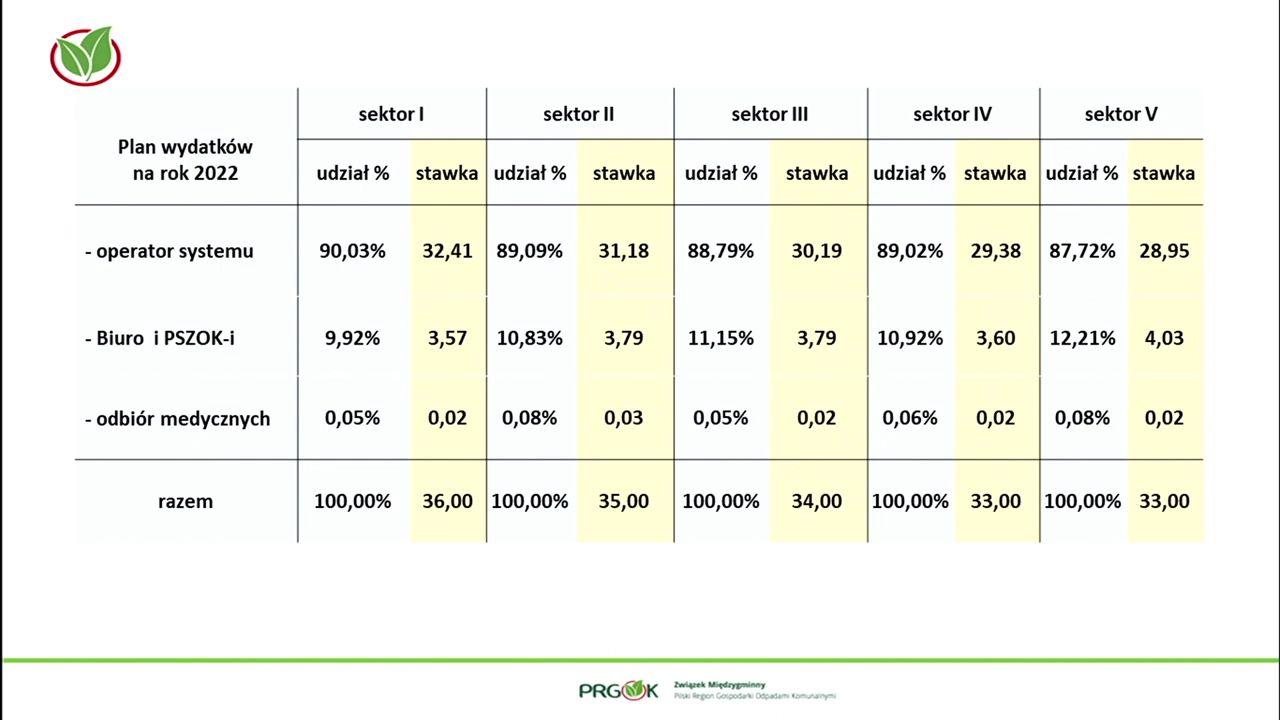 sektor I sektor II sektor III sektor IV sektor V
Plan wydatków
na rok 2022
udział % stawka udział % stawka udział % stawka udział % stawka udział % stawka
- operator systemu 90,03% 32,41 89,09% 31,18 88,79% 30,19 89,02% 29,38 87,72% 28,95
- Biuro i PSZOK-i 9,92% 3,57 10,83% 3,79 11,15% 3,79 10,92% 3,60 12,21% 4,03
- odbiór medycznych 0,05% 0,02 0,08% 0,03 0,05% 0,02 0,06% 0,02 0,08% 0,02
razem 100,00% 36,00 100,00% 35,00 100,00% 34,00 100,00% 33,00 100,00% 33,00
PRGOK
Związek Międzygminny
Pilski Region Gospodarki Odpadami Komunalnymi